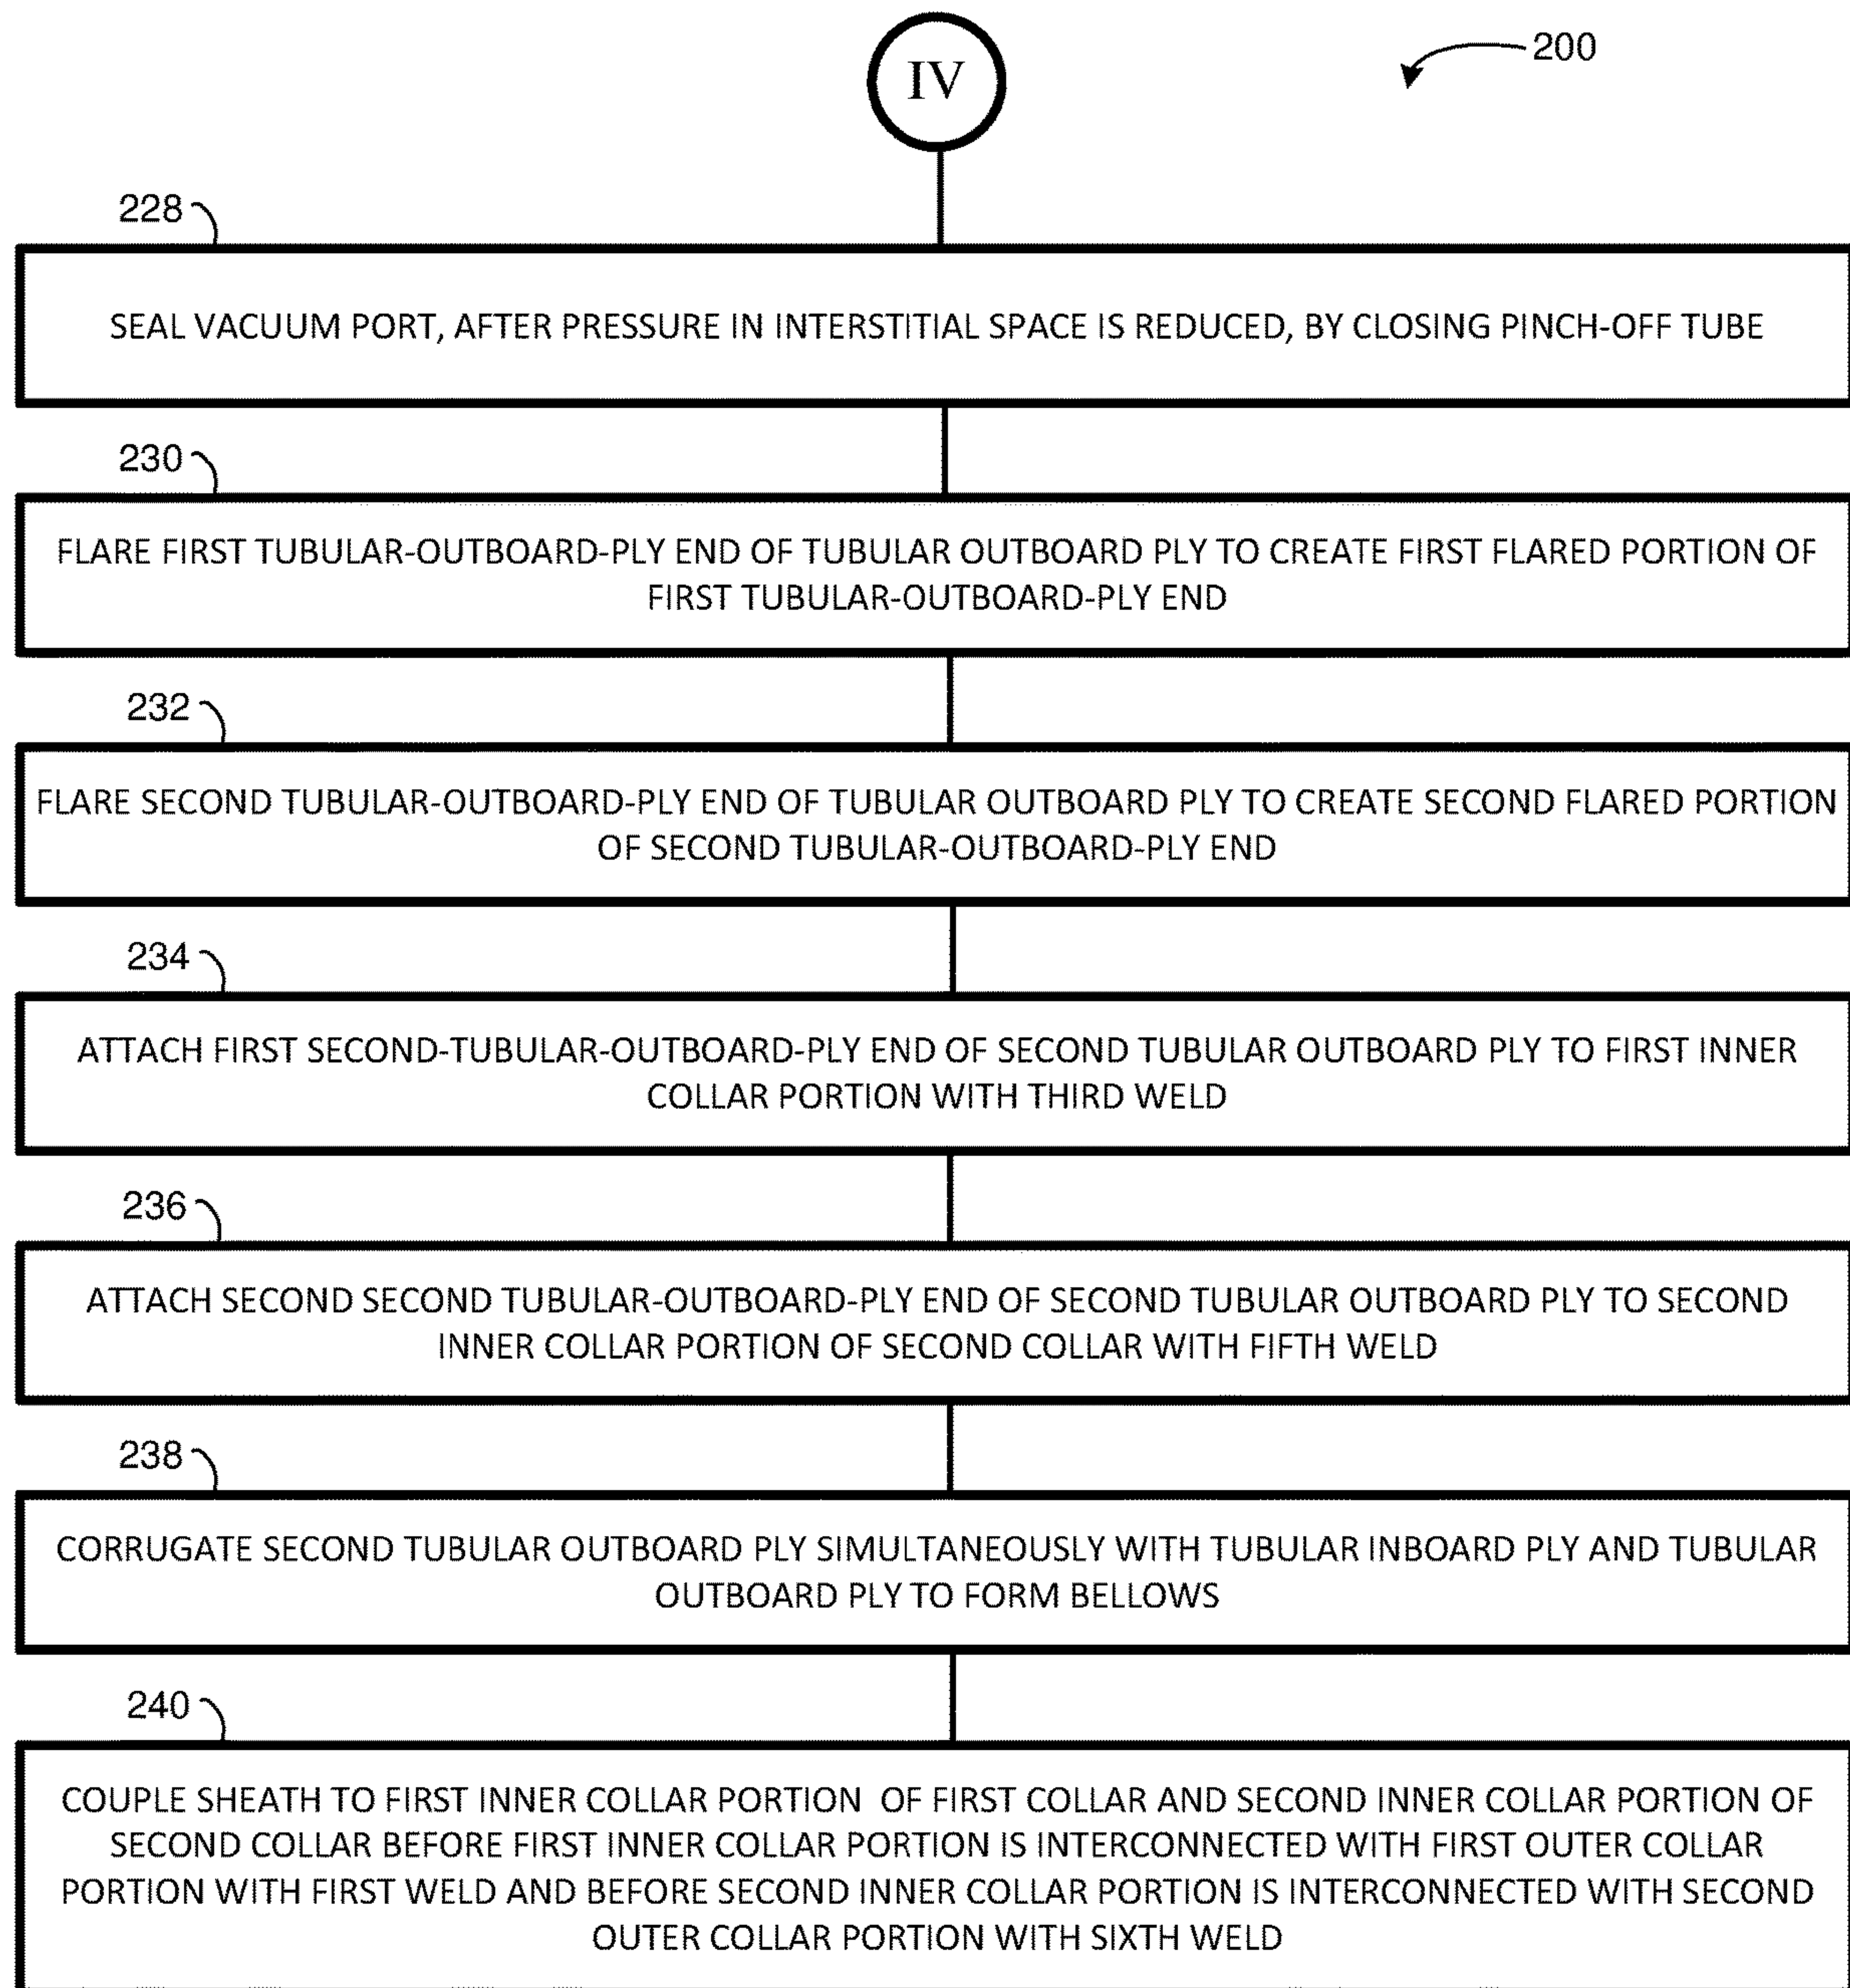 IV
200
228
SEAL VACUUM PORT, AFTER PRESSURE IN INTERSTITIAL SPACE IS REDUCED, BY CLOSING PINCH-OFF TUBE
230
FLARE FIRST TUBULAR-OUTBOARD-PLY END OF TUBULAR OUTBOARD PLY TO CREATE FIRST FLARED PORTION OF
FIRST TUBULAR-OUTBOARD-PLY END
232
FLARE SECOND TUBULAR-OUTBOARD-PLY END OF TUBULAR OUTBOARD PLY TO CREATE SECOND FLARED PORTION
OF SECOND TUBULAR-OUTBOARD-PLY END
234
ATTACH FIRST SECOND-TUBULAR-OUTBOARD-PLY END OF SECOND TUBULAR OUTBOARD PLY TO FIRST INNER
COLLAR PORTION WITH THIRD WELD
236
ATTACH SECOND SECOND TUBULAR-OUTBOARD-PLY END OF SECOND TUBULAR OUTBOARD PLY TO SECOND
INNER COLLAR PORTION OF SECOND COLLAR WITH FIFTH WELD
238
CORRUGATE SECOND TUBULAR OUTBOARD PLY SIMULTANEOUSLY WITH TUBULAR INBOARD PLY AND TUBULAR
OUTBOARD PLY TO FORM BELLOWS
240
COUPLE SHEATH TO FIRST INNER COLLAR PORTION OF FIRST COLLAR AND SECOND INNER COLLAR PORTION OF
SECOND COLLAR BEFORE FIRST INNER COLLAR PORTION IS INTERCONNECTED WITH FIRST OUTER COLLAR
PORTION WITH FIRST WELD AND BEFORE SECOND INNER COLLAR PORTION IS INTERCONNECTED WITH SECOND
OUTER COLLAR PORTION WITH SIXTH WELD